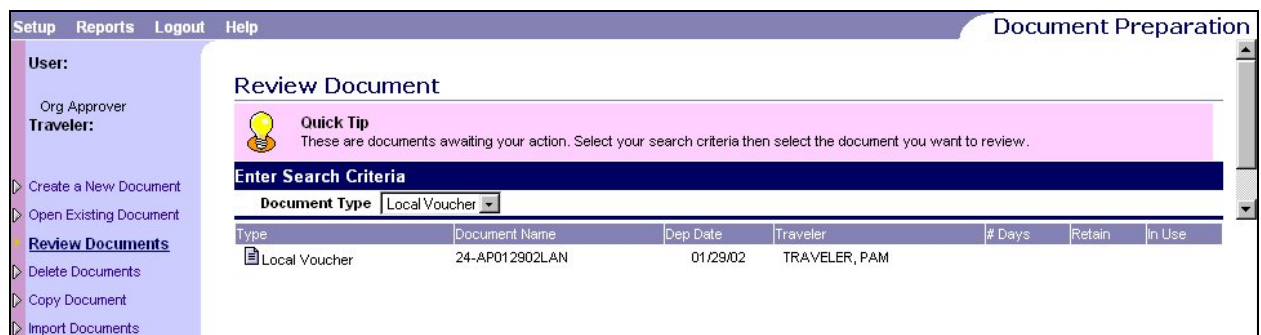 Setup Reports Logout Help Document Preparation
User:
Org Approver
Traveler:
Create a New Document
Open Existing Document
Review Documents
Delete Documents
Copy Document
Import Documents
Review Document
Quick Tip
These are documents awaiting your action. Select your search criteria then select the document you want to review.
Enter Search Criteria
Document Type Local Voucher
Type Document Name Dep Date Traveler # Days Retain In Use
Local Voucher 24-AP012902LAN 01/29/02 TRAVELER, PAM